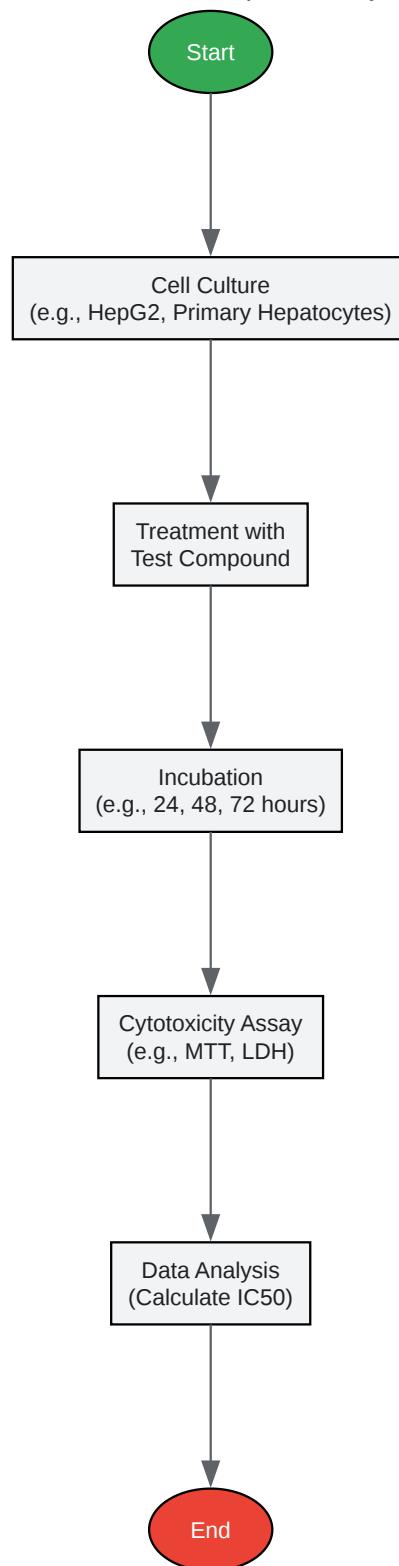 Start
Cell Culture
(e.g., HepG2, Primary Hepatocytes)
Treatment with
Test Compound
Incubation
(e.g., 24, 48, 72 hours)
Cytotoxicity Assay
(e.g., MTT, LDH)
Data Analysis
(Calculate IC50)
End